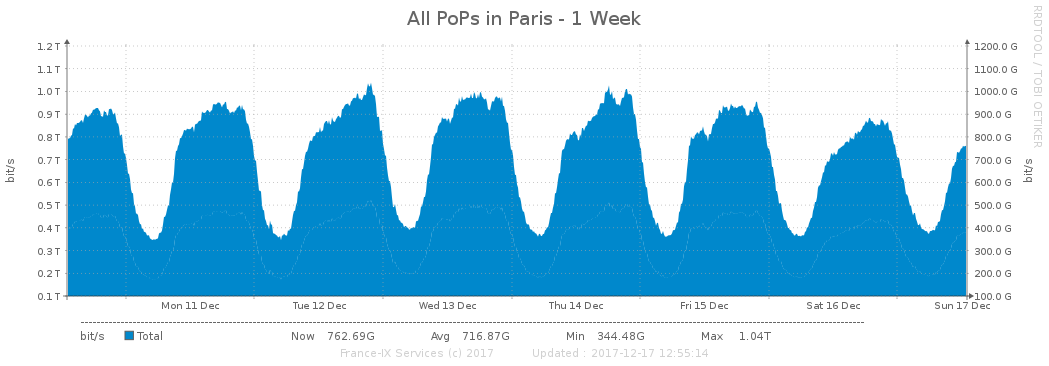 All PoPs in Paris - 1 Week
RRDTOOL / TOBI OETIKER
1.2 T 1200.0 G
1.1 T 1100.0 G
1.0 T 1000.0 G
0.9 T 900.0 G
0.8 T 800.0 G
0.7 T 700.0 G
0.6 T 600.0 G
0.5 T 500.0 G
0.4 T 400.0 G
0.3 T 300.0 G
0.2 T 200.0 G
0.1 T 100.0 G
bit/s
bit/s
Mon 11 Dec Tue 12 Dec Wed 13 Dec Thu 14 Dec Fri 15 Dec Sat 16 Dec Sun 17 Dec
bit/s Total Now 762.69G Avg 716.87G Min 344.48G Max 1.04T
France-IX Services (c) 2017 Updated : 2017-12-17 12:55:14